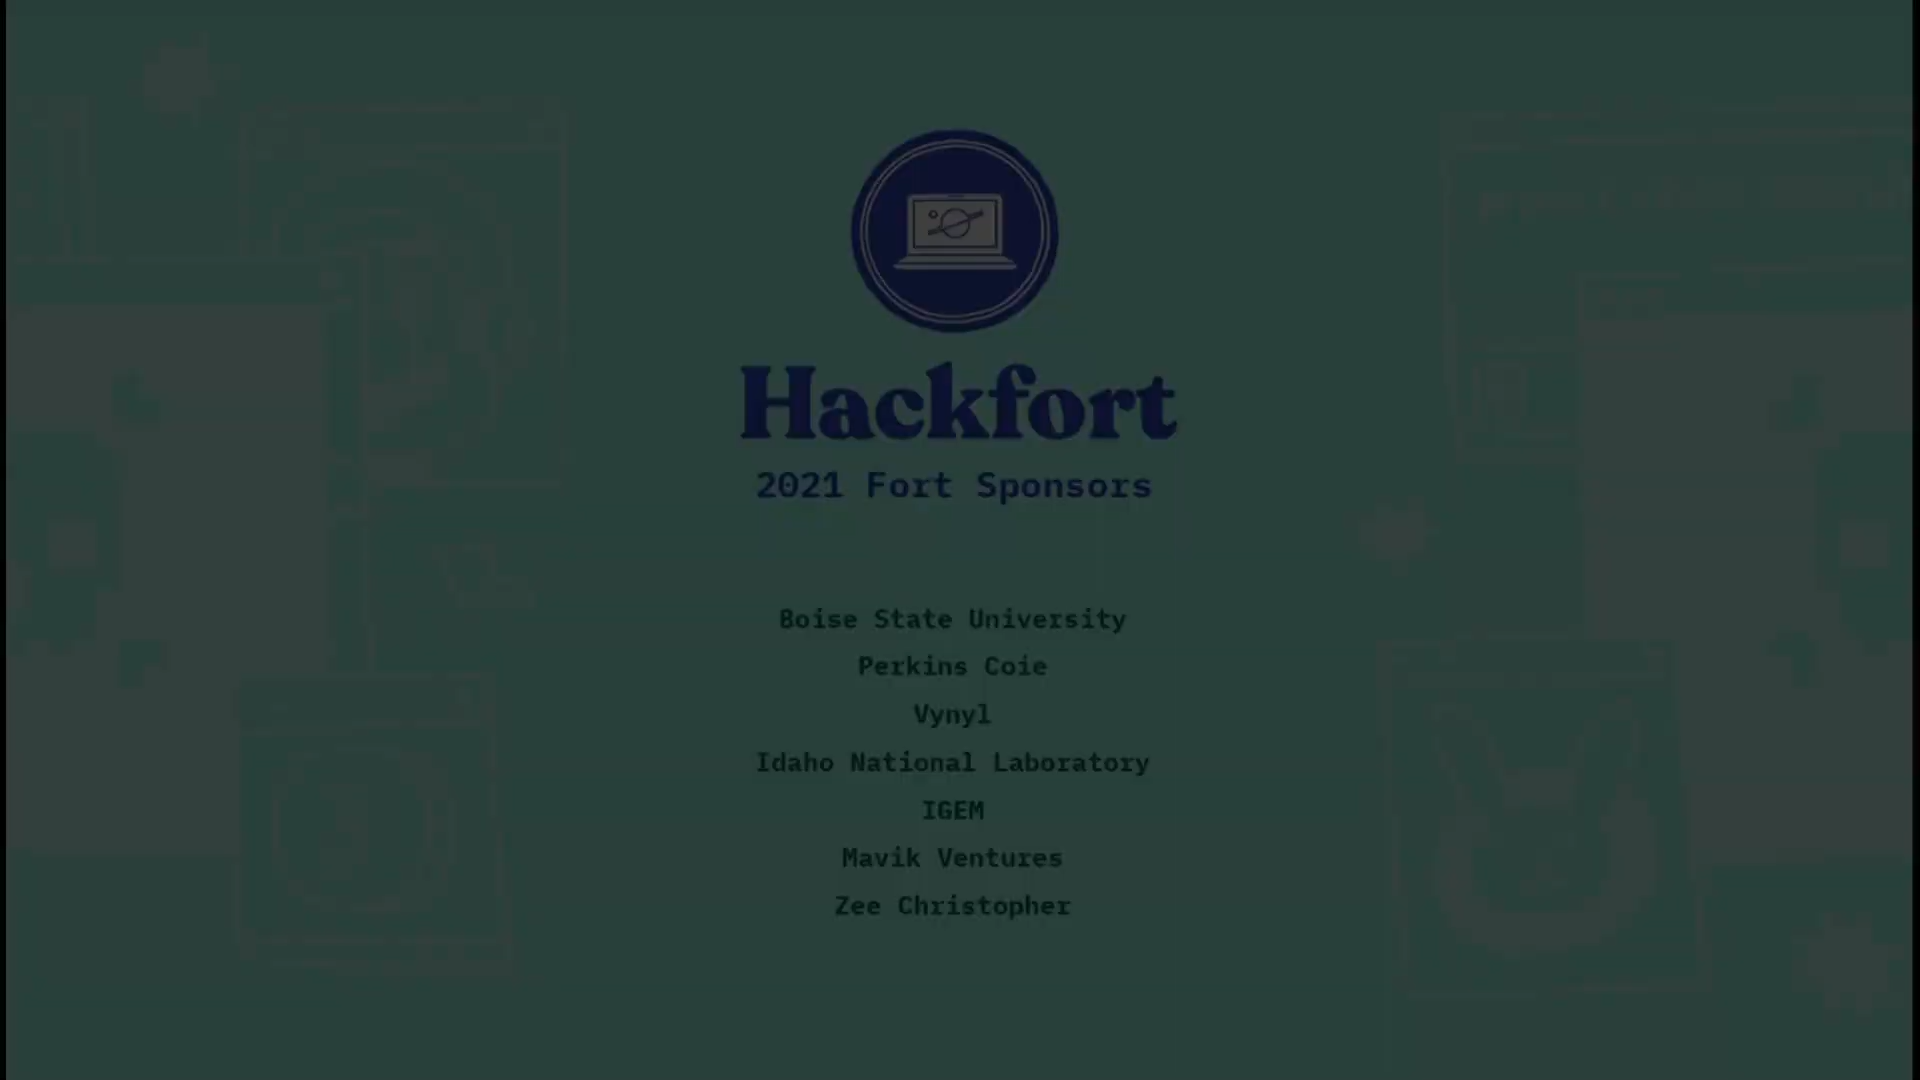 Hackfort
2021 Fort Sponsors
Boise State University
Perkins Coie
Vynyl
Idaho National Laboratory
IGEM
Mavik Ventures
Zee Christopher